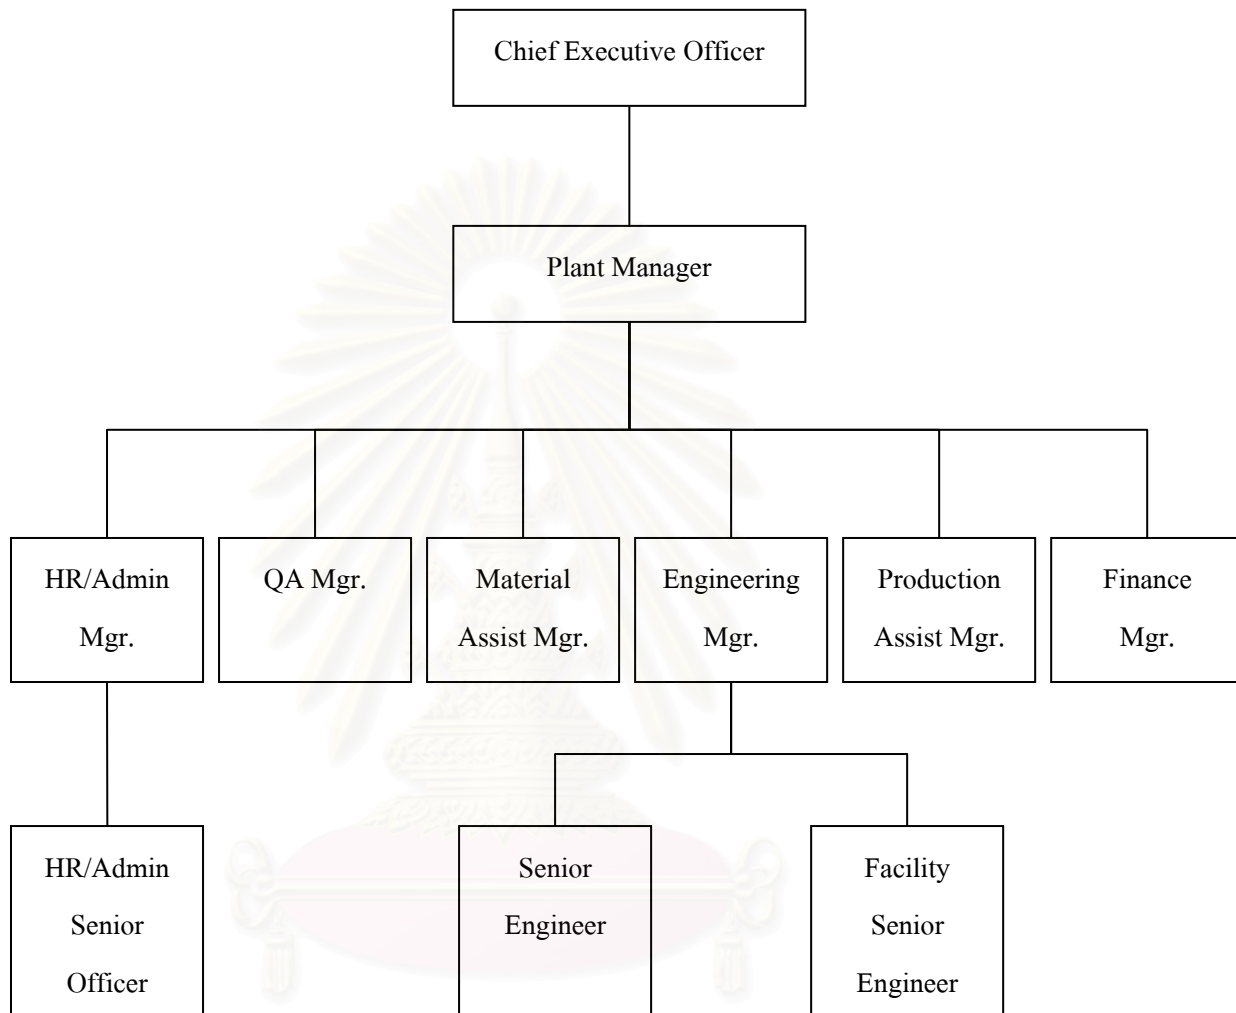 Chief Executive Officer
Plant Manager
HR/Admin
Mgr.
QA Mgr.
Material
Assist Mgr.
Engineering
Mgr.
Production
Assist Mgr.
Finance
Mgr.
HR/Admin
Senior
Officer
Senior
Engineer
Facility
Senior
Engineer